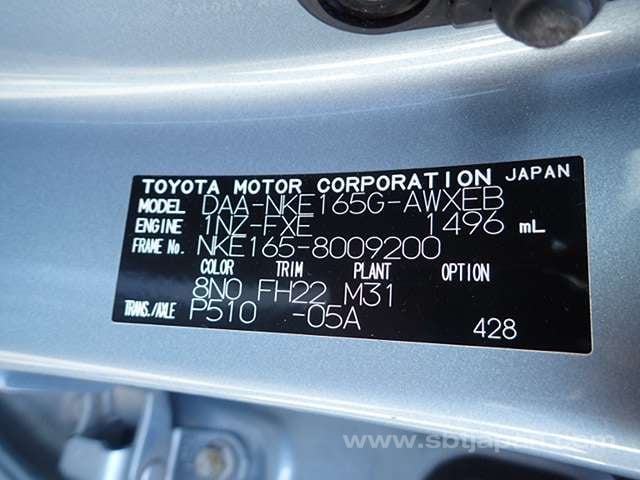 TOYOTA MOTOR CORPORATION JAPAN
MODEL DAA-NKE165G-AWXEB
ENGINE 1NZ-FXE 1496 mL
FRAME No. NKE165-8009200
COLOR TRIM PLANT OPTION
8N0 FH22 M31
TRANS./AXLE P510 -05A
428
www.sbtjapan.com